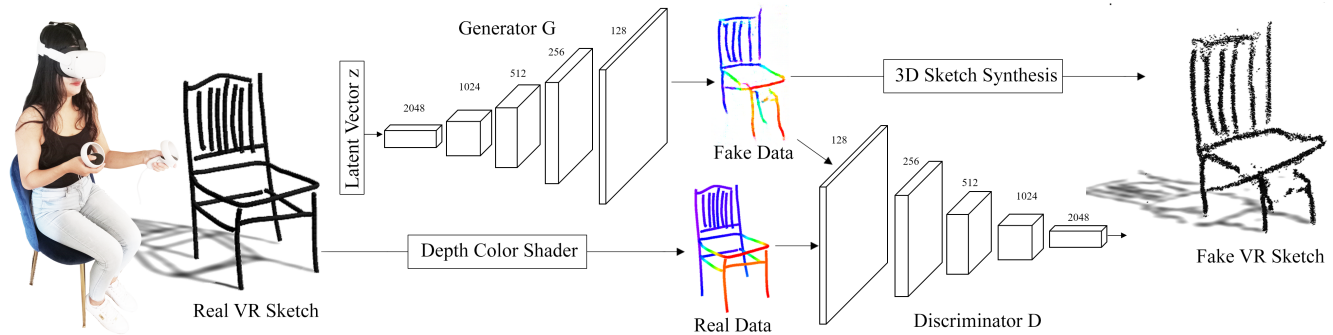 Generator G
128
256
512
1024
2048
Latent Vector z
Fake Data
3D Sketch Synthesis
128
256
512
1024
2048
Real VR Sketch
Depth Color Shader
Real Data
Discriminator D
Fake VR Sketch